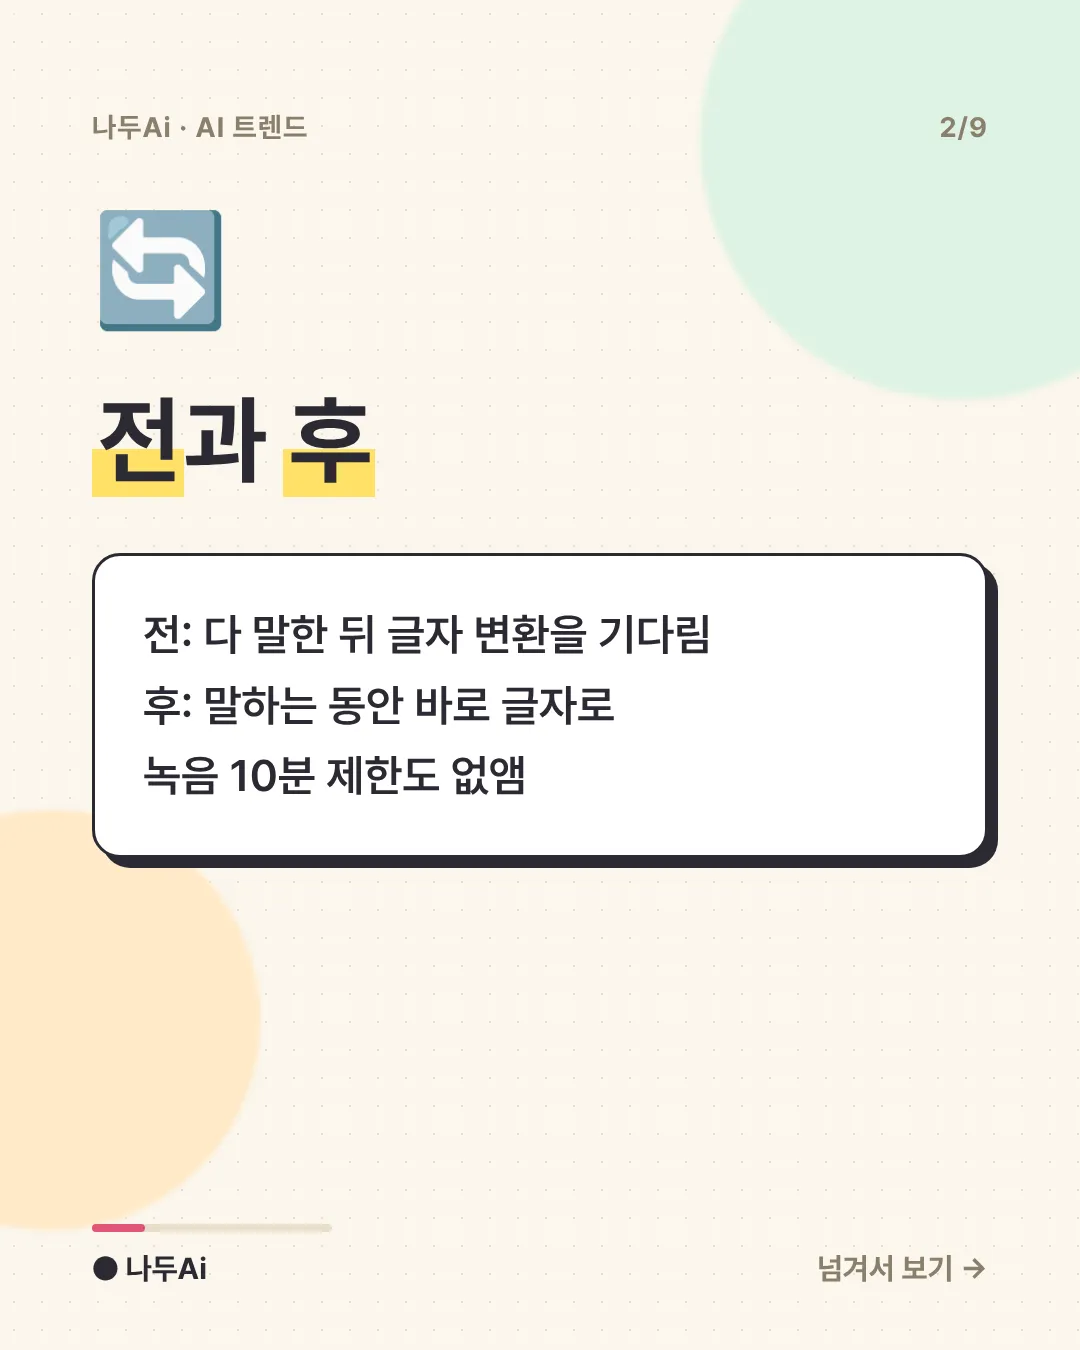 나두Ai · AI 트렌드
2/9
전과 후
전: 다 말한 뒤 글자 변환을 기다림
후: 말하는 동안 바로 글자로
녹음 10분 제한도 없앰
나두Ai
넘겨서 보기 →